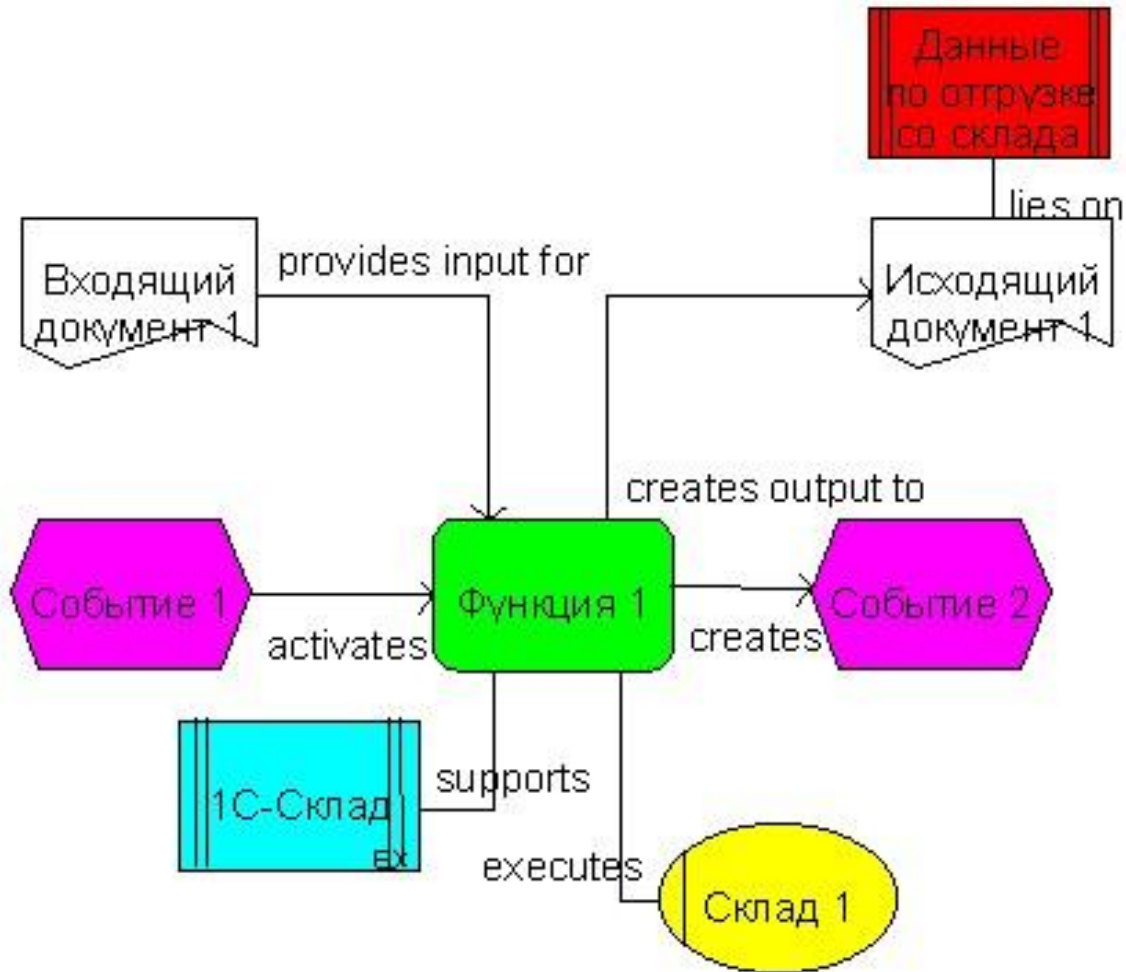 Данные
по отгрузке
со склада
lies on
Входящий
документ 1
provides input for
Исходящий
документ 1
creates output to
Событие 1
activates
Функция 1
creates
Событие 2
1С-Склад
EX
supports
executes
Склад 1